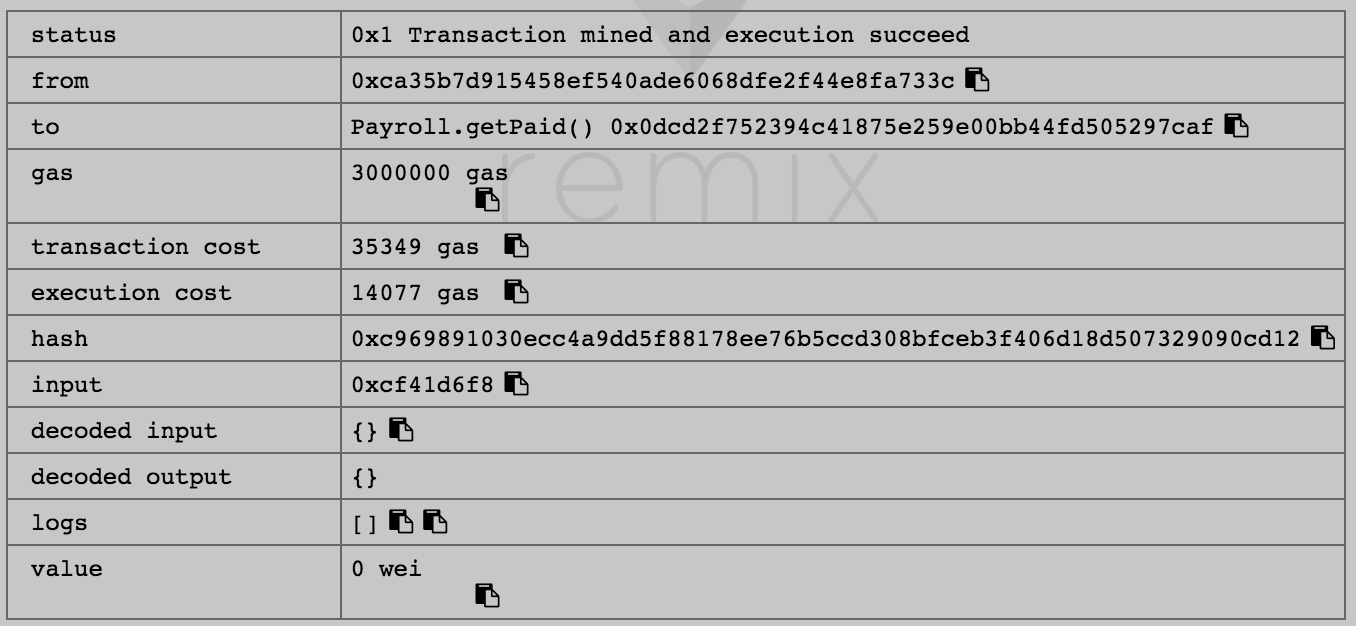 status 0x1 Transaction mined and execution succeed
from 0xca35b7d915458ef540ade6068dfe2f44e8fa733c
to Payroll.getPaid() 0x0dcd2f752394c41875e259e00bb44fd505297caf
gas 3000000 gas
remix
transaction cost 35349 gas
execution cost 14077 gas
hash 0xc969891030ecc4a9dd5f88178ee76b5ccd308bfceb3f406d18d507329090cd12
input 0xcf41d6f8
decoded input {}
decoded output {}
logs []
value 0 wei